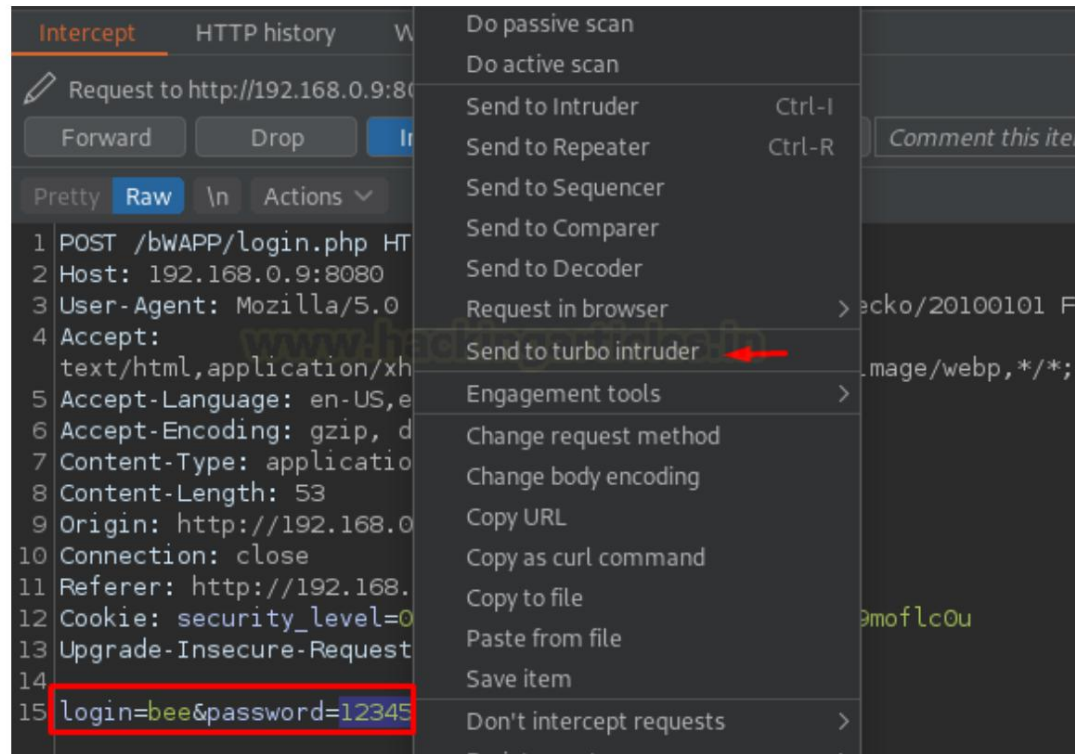 Intercept HTTP history W
Request to http://192.168.0.9:80
Forward Drop In Comment this ite
Pretty Raw \n Actions
1 POST /bWAPP/login.php HT
2 Host: 192.168.0.9:8080
3 User-Agent: Mozilla/5.0 ecko/20100101 F
4 Accept:
text/html,application/xh mage/webp,*/*;
5 Accept-Language: en-US,e
6 Accept-Encoding: gzip, d
7 Content-Type: applicatio
8 Content-Length: 53
9 Origin: http://192.168.0
10 Connection: close
11 Referer: http://192.168.
12 Cookie: security_level=0 9moflc0u
13 Upgrade-Insecure-Request
14
15 login=bee&password=12345
Do passive scan
Do active scan
Send to Intruder Ctrl-I
Send to Repeater Ctrl-R
Send to Sequencer
Send to Comparer
Send to Decoder
Request in browser >
Send to turbo intruder
Engagement tools >
Change request method
Change body encoding
Copy URL
Copy as curl command
Copy to file
Paste from file
Save item
Don't intercept requests >
www.hackingarticles.in